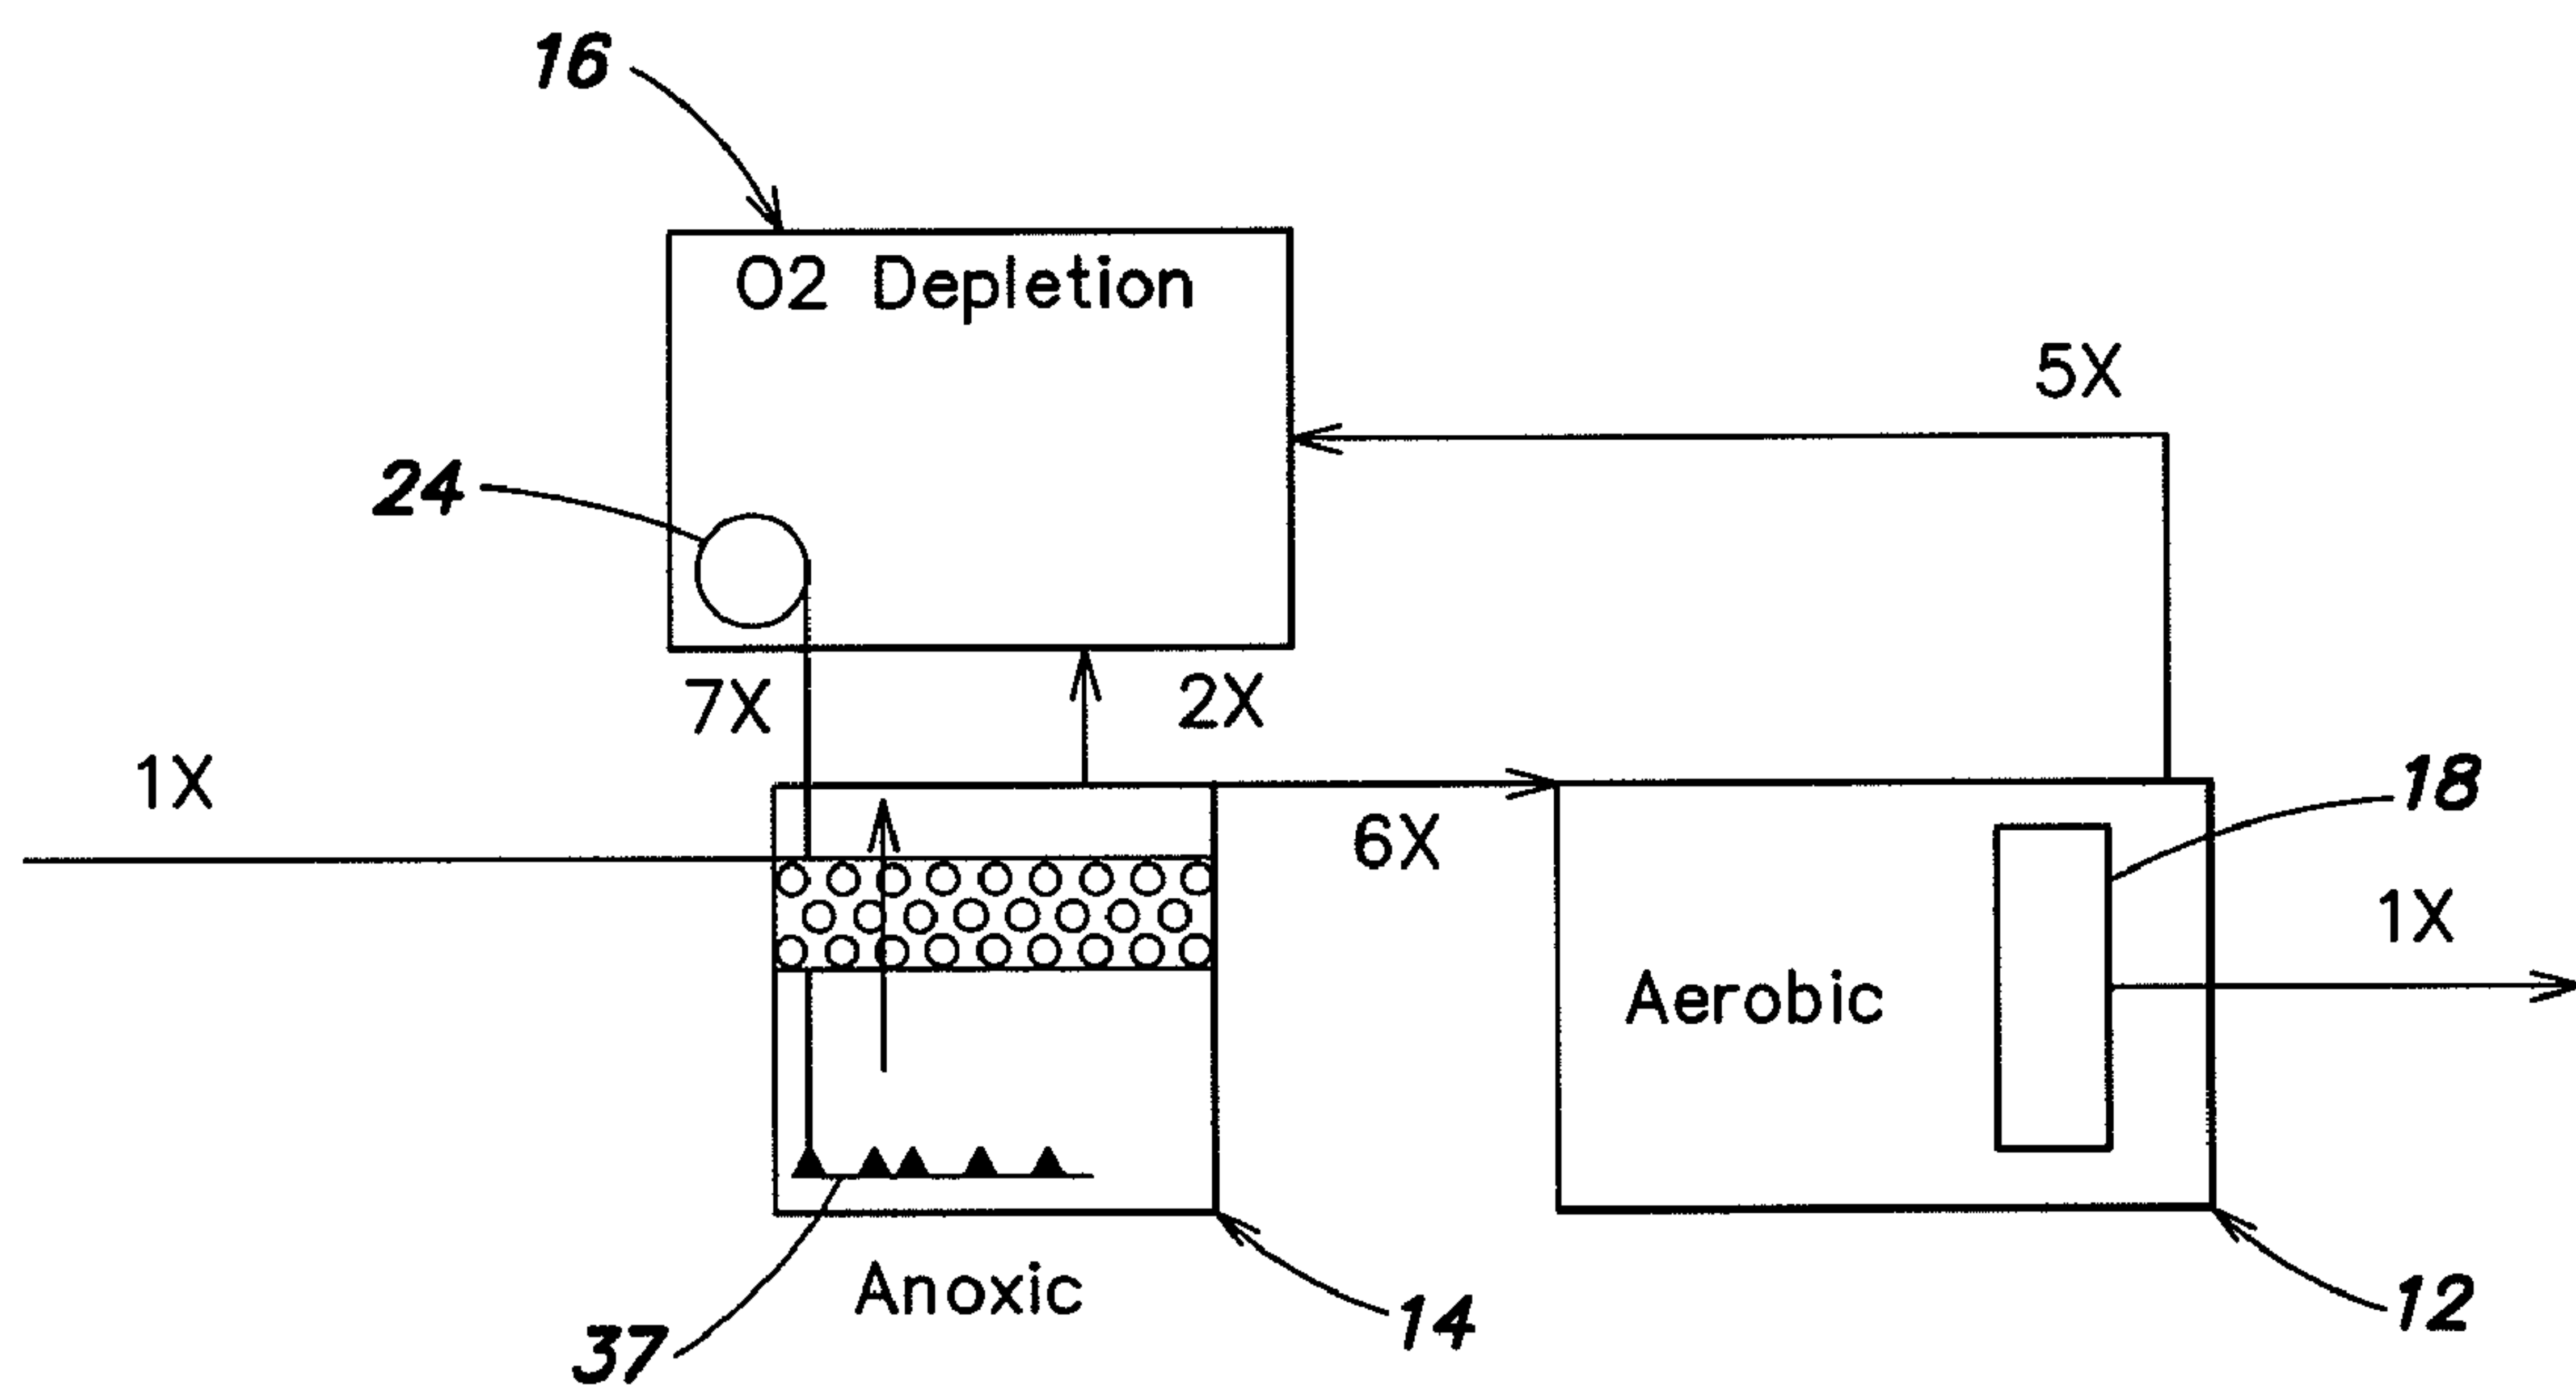 16
O2 Depletion
5X
24
7X
2X
1X
18
6X
1X
Aerobic
Anoxic
14
12
37